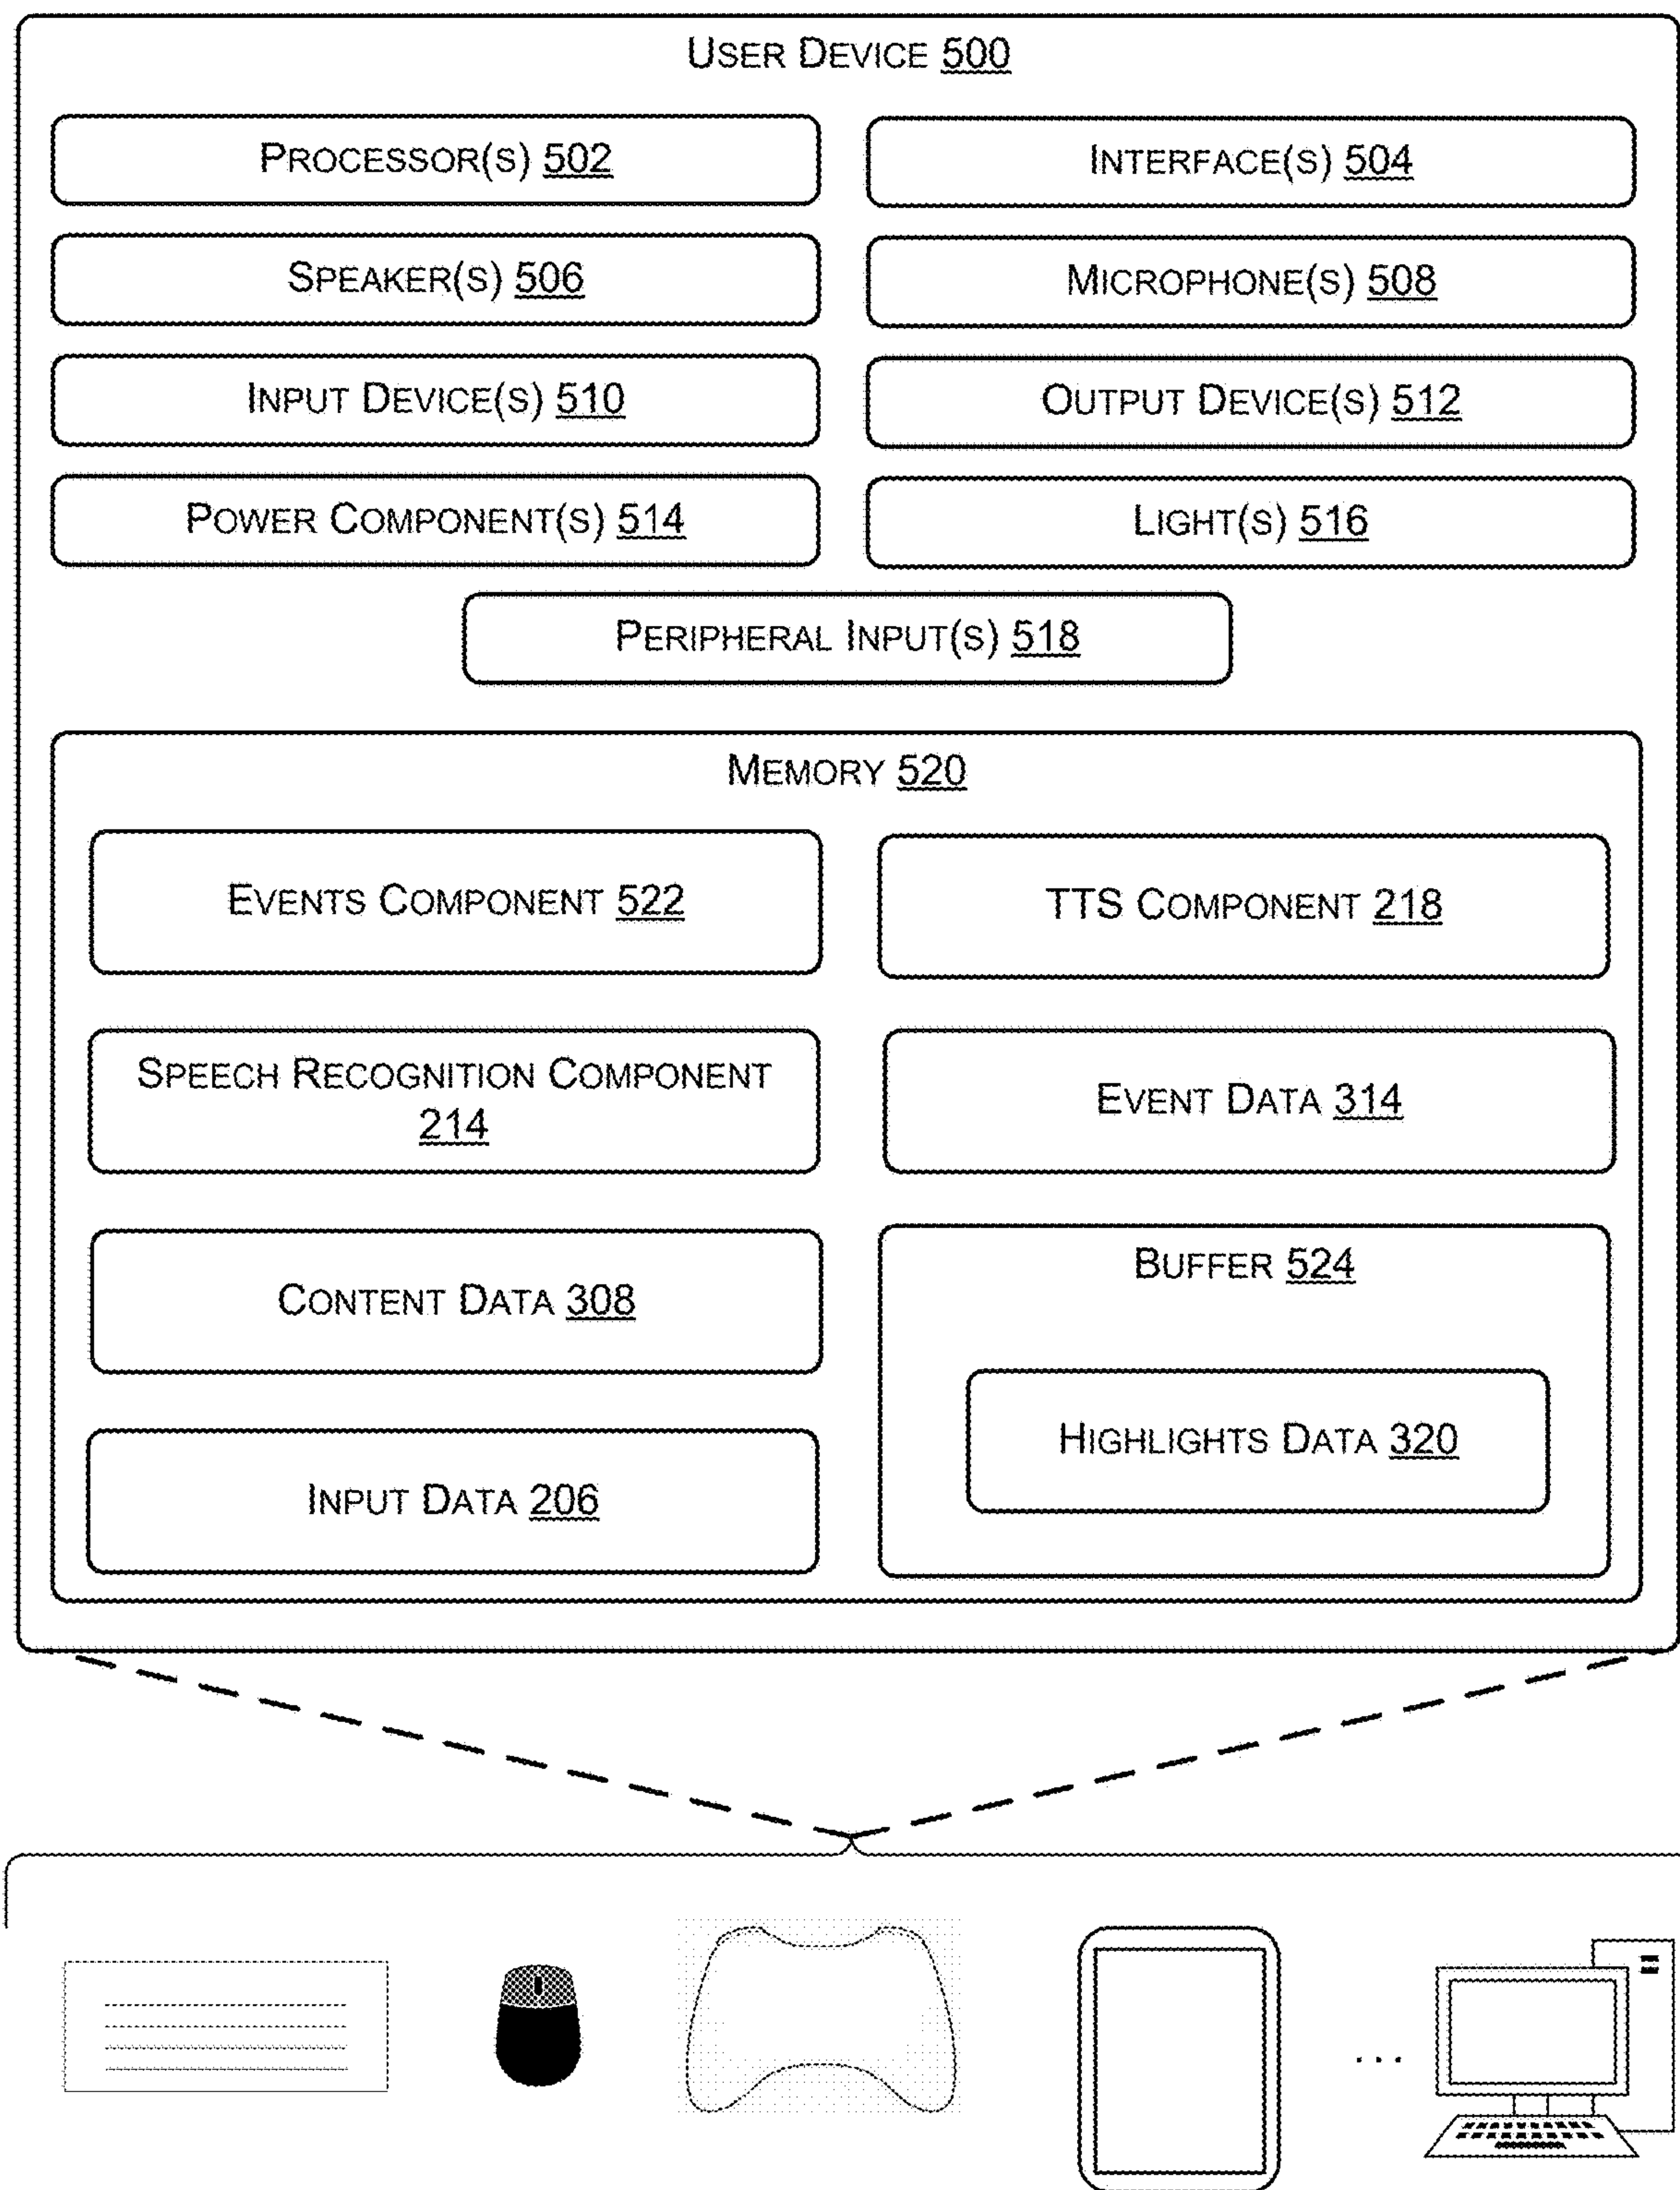 USER DEVICE 500
PROCESSOR(S) 502
INTERFACE(S) 504
SPEAKER(S) 506
MICROPHONE(S) 508
INPUT DEVICE(S) 510
OUTPUT DEVICE(S) 512
POWER COMPONENT(S) 514
LIGHT(S) 516
PERIPHERAL INPUT(S) 518
MEMORY 520
EVENTS COMPONENT 522
TTS COMPONENT 218
SPEECH RECOGNITION COMPONENT
214
EVENT DATA 314
CONTENT DATA 308
BUFFER 524
HIGHLIGHTS DATA 320
INPUT DATA 206
...